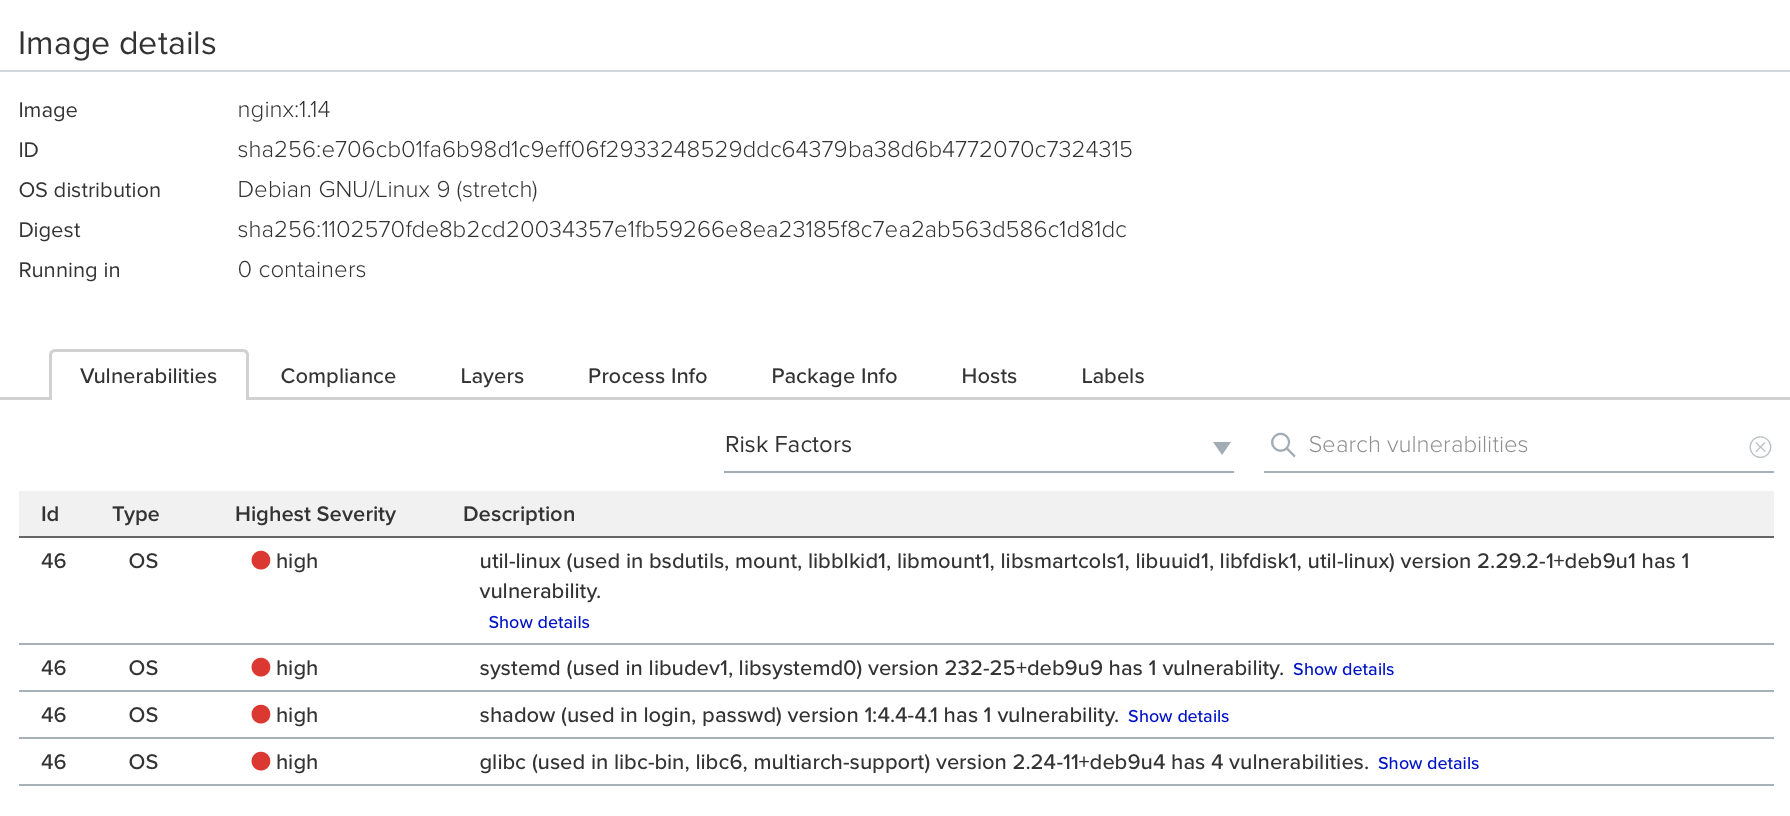 Image details
Image nginx:1.14
ID sha256:e706cb01fa6b98d1c9eff06f2933248529ddc64379ba38d6b4772070c7324315
OS distribution Debian GNU/Linux 9 (stretch)
Digest sha256:1102570fde8b2cd20034357e1fb59266e8ea23185f8c7ea2ab563d586c1d81dc
Running in 0 containers
Vulnerabilities Compliance Layers Process Info Package Info Hosts Labels
Risk Factors Search vulnerabilities
Id Type Highest Severity Description
46 OS high util-linux (used in bsdutils, mount, libblkid1, libmount1, libsmartcols1, libuuid1, libfdisk1, util-linux) version 2.29.2-1+deb9u1 has 1
vulnerability.
Show details
46 OS high systemd (used in libudev1, libsystemd0) version 232-25+deb9u9 has 1 vulnerability. Show details
46 OS high shadow (used in login, passwd) version 1:4.4-4.1 has 1 vulnerability. Show details
46 OS high glibc (used in libc-bin, libc6, multiarch-support) version 2.24-11+deb9u4 has 4 vulnerabilities. Show details